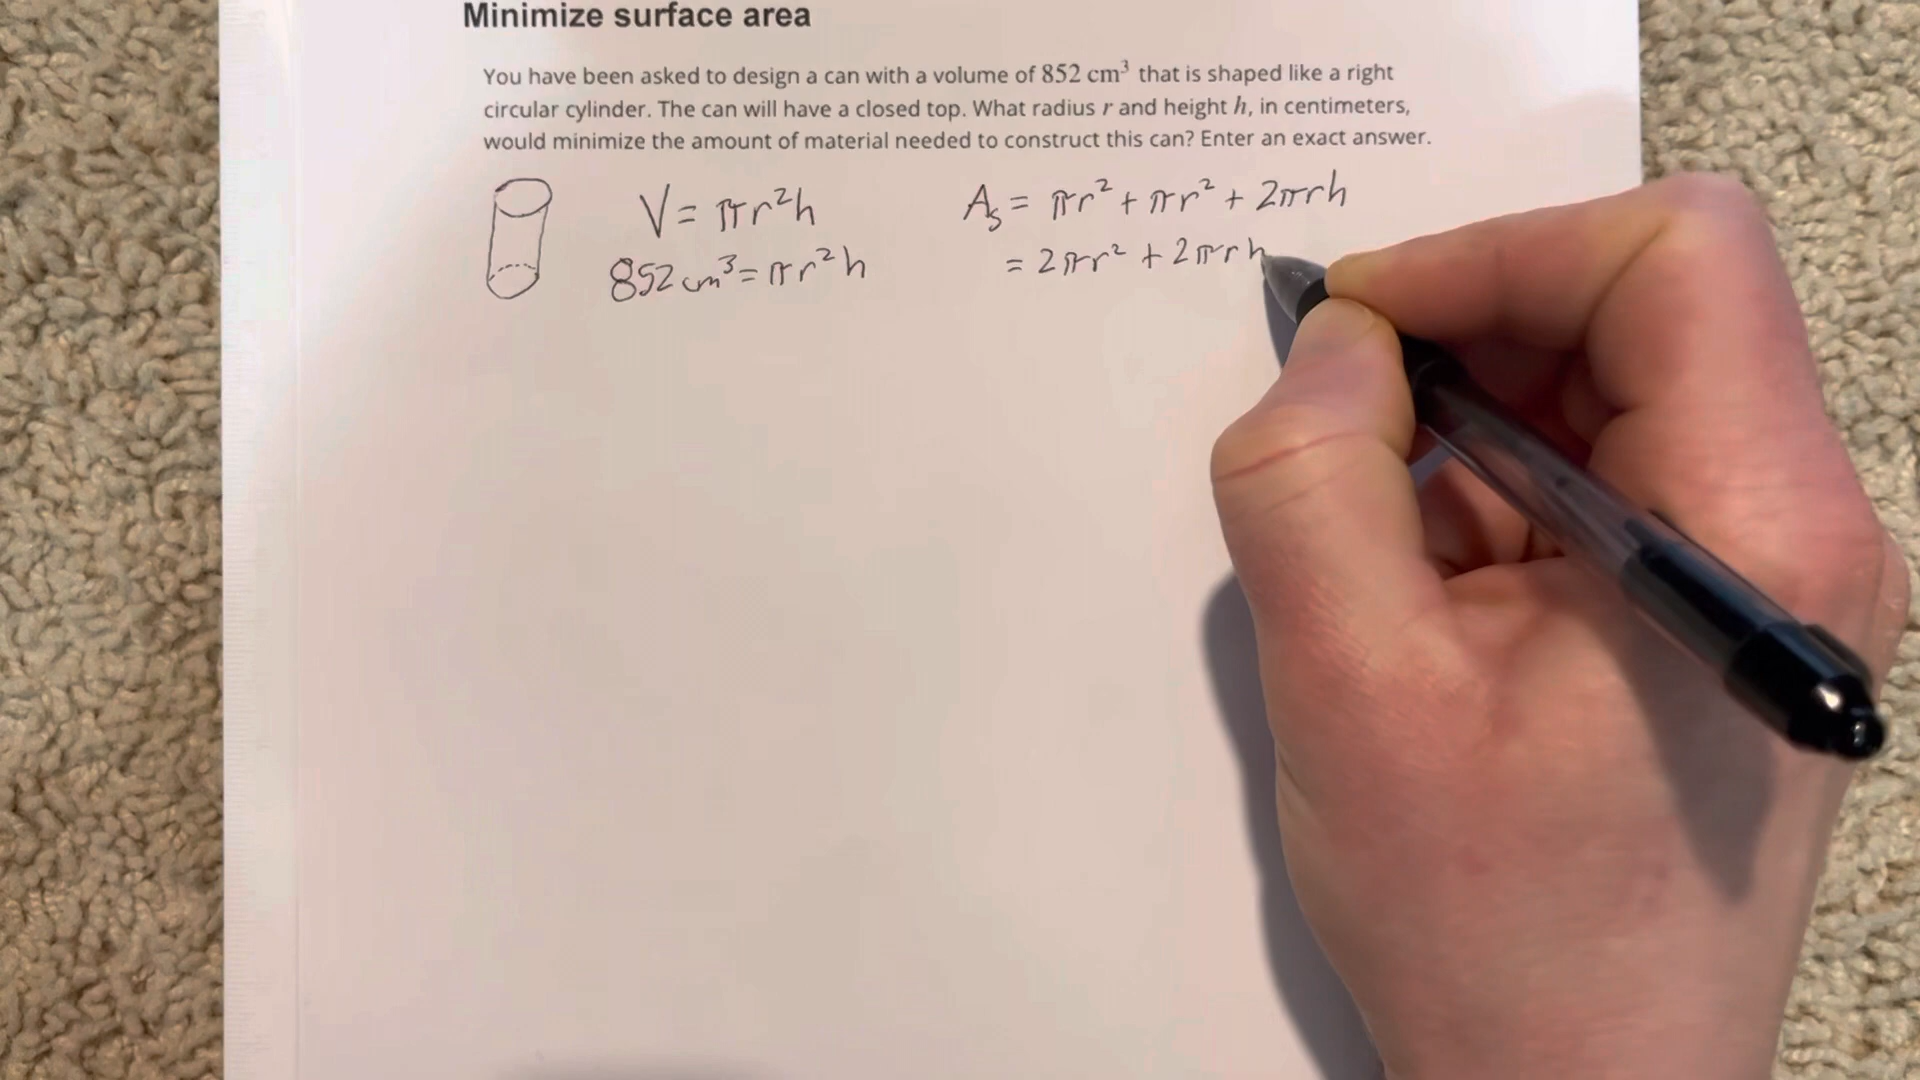 Minimize surface area
You have been asked to design a can with a volume of 852 cm³ that is shaped like a right
circular cylinder. The can will have a closed top. What radius r and height h, in centimeters,
would minimize the amount of material needed to construct this can? Enter an exact answer.
V = πr²h
A_s = πr² + πr² + 2πrh
852 cm³ = πr²h
= 2πr² + 2πrh